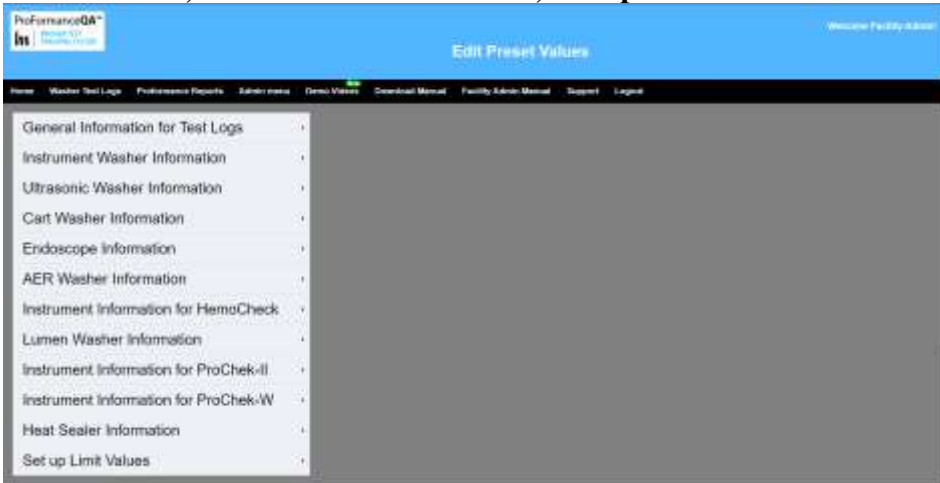 ProFormanceQA™
Welcome Facility Admin!
Edit Preset Values
Home Washer Test Logs Proformance Reports Admin menu Demo Videos Download Manual Facility Admin Manual Support Logout
General Information for Test Logs
Instrument Washer Information
Ultrasonic Washer Information
Cart Washer Information
Endoscope Information
AER Washer Information
Instrument Information for HemoCheck
Lumen Washer Information
Instrument Information for ProChek-II
Instrument Information for ProChek-W
Heat Sealer Information
Set up Limit Values